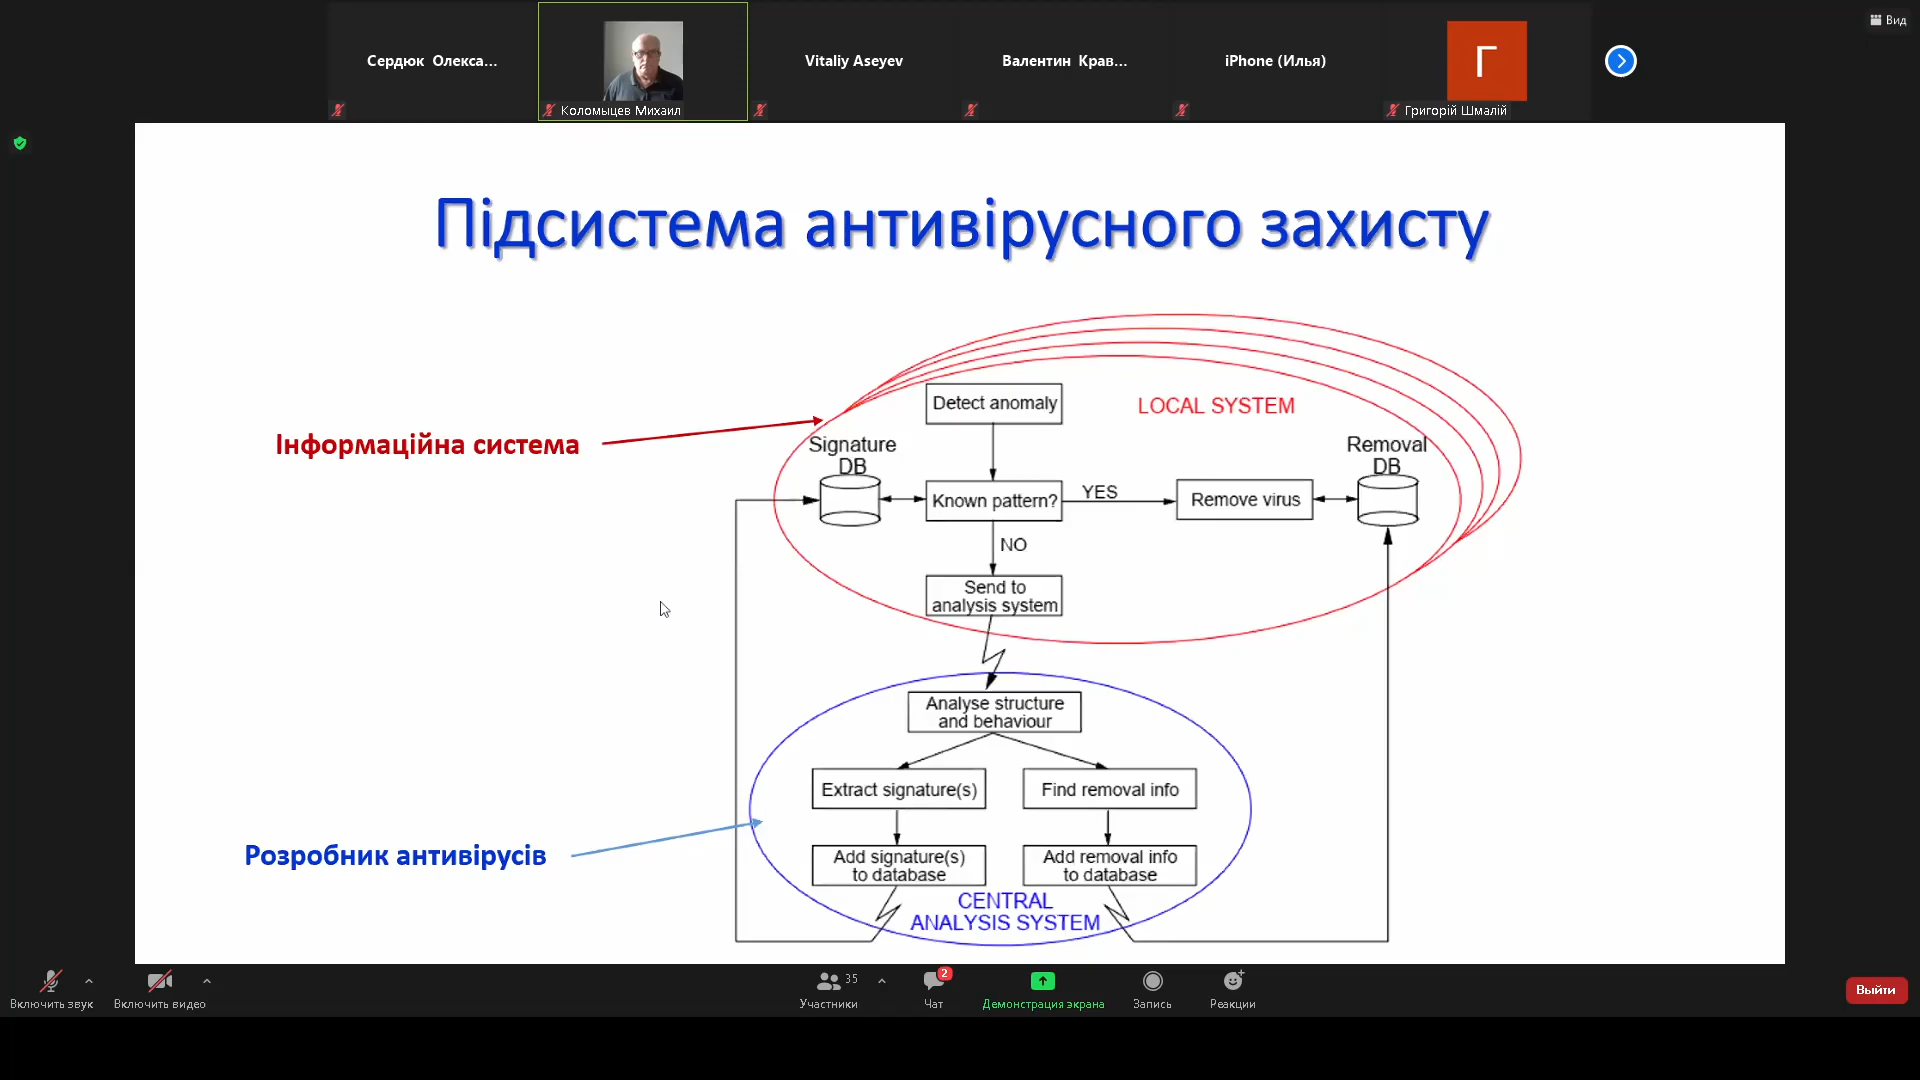 Вид
Сердюк Олекса...
Коломыцев Михаил
Vitaliy Aseyev
Валентин Крав...
iPhone (Илья)
Г
Григорій Шмалій
Підсистема антивірусного захисту
Інформаційна система
Detect anomaly
LOCAL SYSTEM
Signature
DB
Removal
DB
Known pattern?
YES
Remove virus
NO
Send to
analysis system
Analyse structure
and behaviour
Extract signature(s)
Find removal info
Розробник антивірусів
Add signature(s)
to database
Add removal info
to database
CENTRAL
ANALYSIS SYSTEM
Включить звук
Включить видео
35
Участники
2
Чат
Демонстрация экрана
Запись
Реакции
Выйти